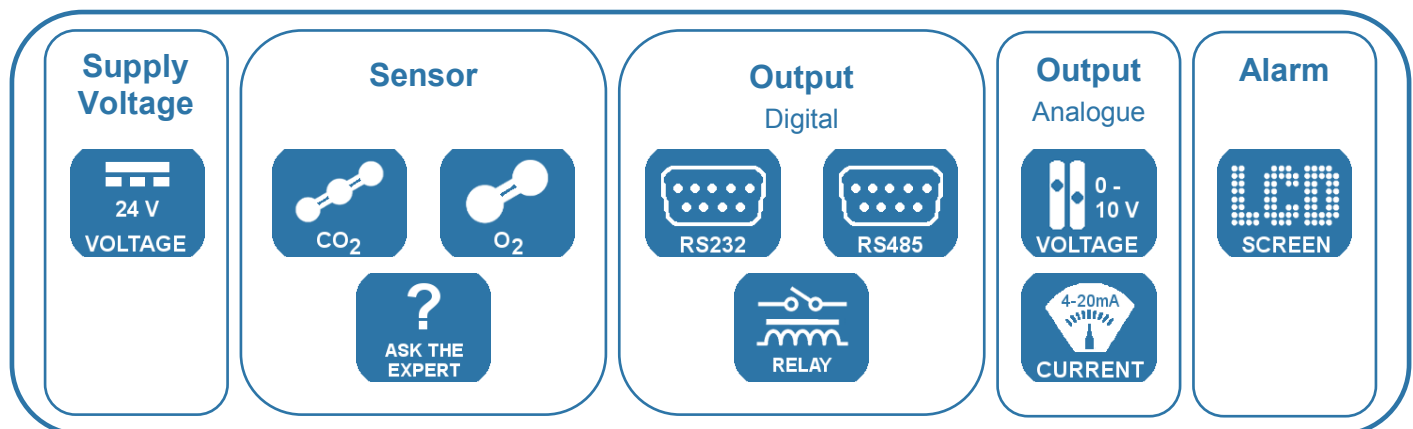 Supply
Voltage
24 V
VOLTAGE
Sensor
CO₂
O₂
?
ASK THE
EXPERT
Output
Digital
RS232
RS485
RELAY
Output
Analogue
0 -
10 V
VOLTAGE
4-20mA
CURRENT
Alarm
LCD
SCREEN